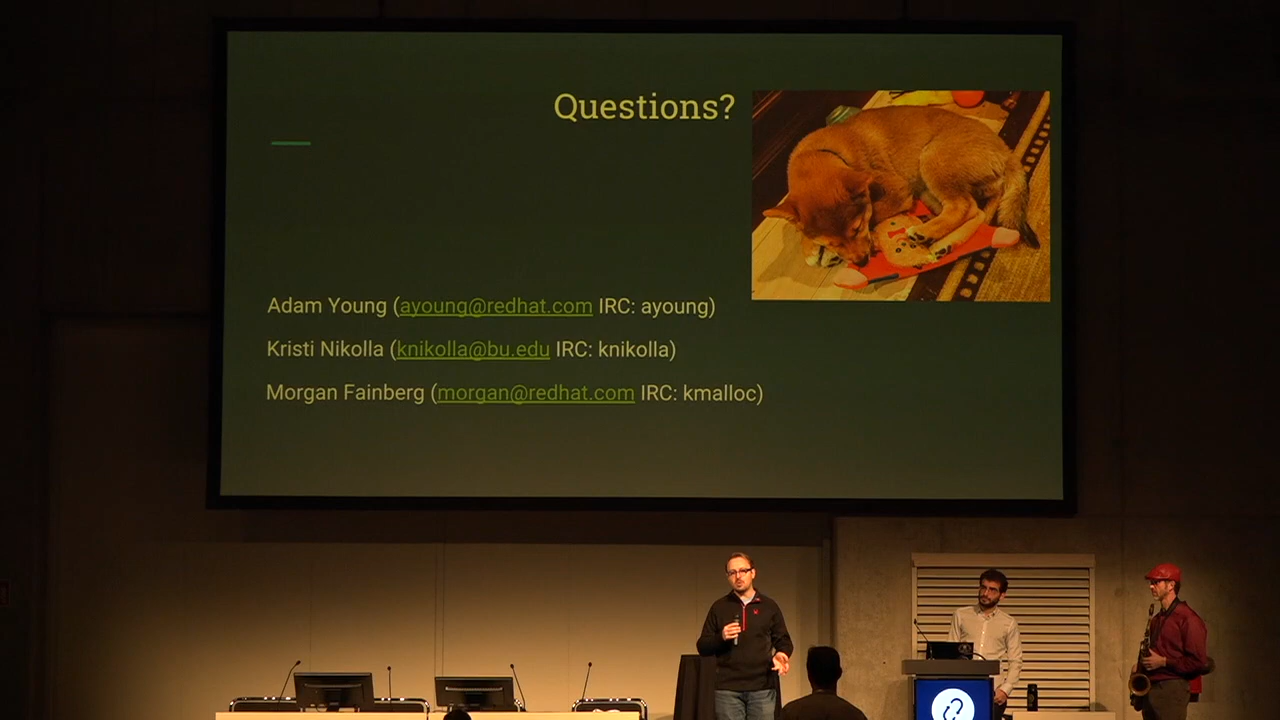 Questions?
Adam Young (ayoung@redhat.com IRC: ayoung)
Kristi Nikolla (knikolla@bu.edu IRC: knikolla)
Morgan Fainberg (morgan@redhat.com IRC: kmalloc)